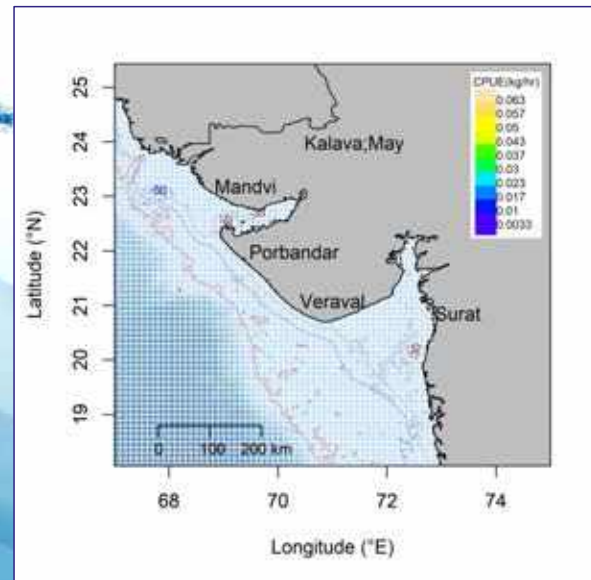 CPUE(kg/hr)
0.063
0.057
0.05
0.043
0.037
0.03
0.023
0.017
0.01
0.0033
Kalava;May
Mandvi
Porbandar
Veraval
Surat
-50
0 100 200 km
25
24
23
22
21
20
19
Latitude (°N)
68 70 72 74
Longitude (°E)